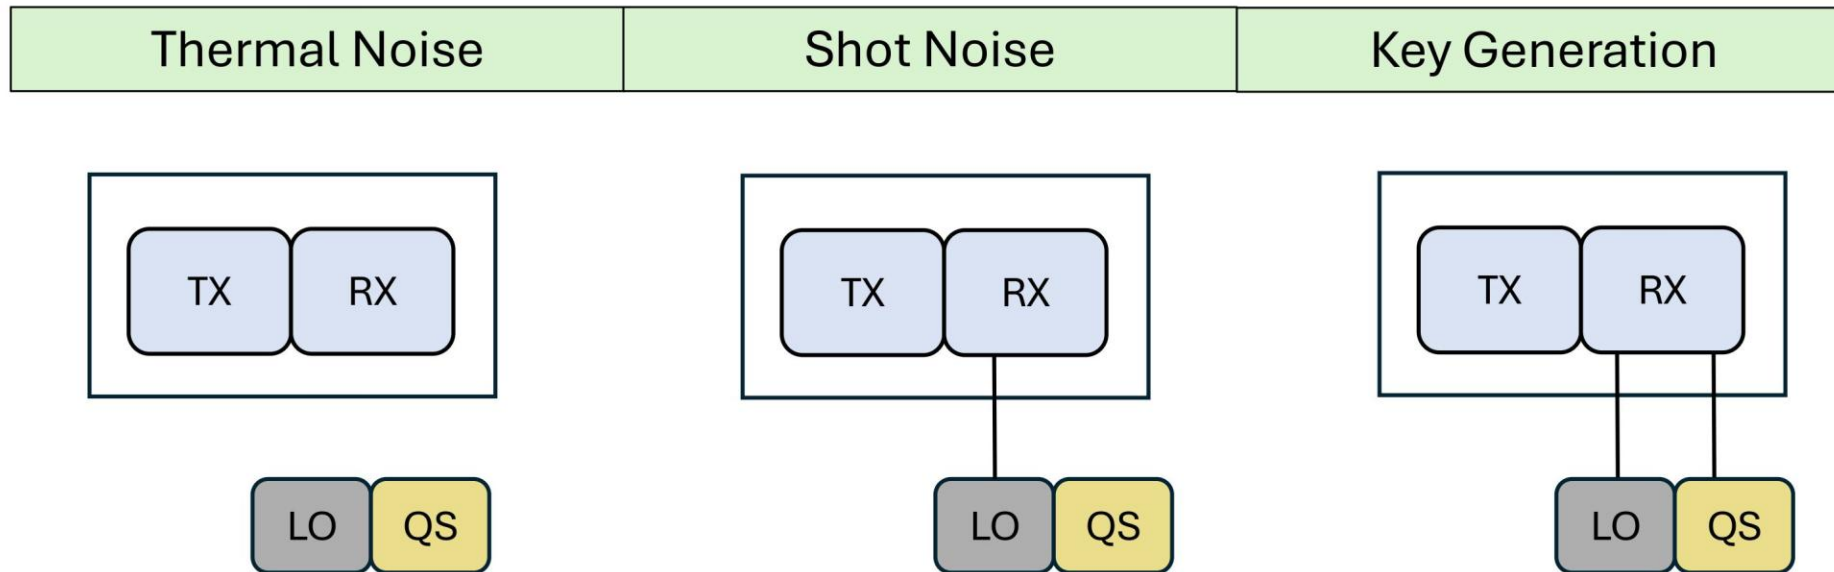 Thermal Noise
Shot Noise
Key Generation
TX
RX
TX
RX
TX
RX
LO
QS
LO
QS
LO
QS